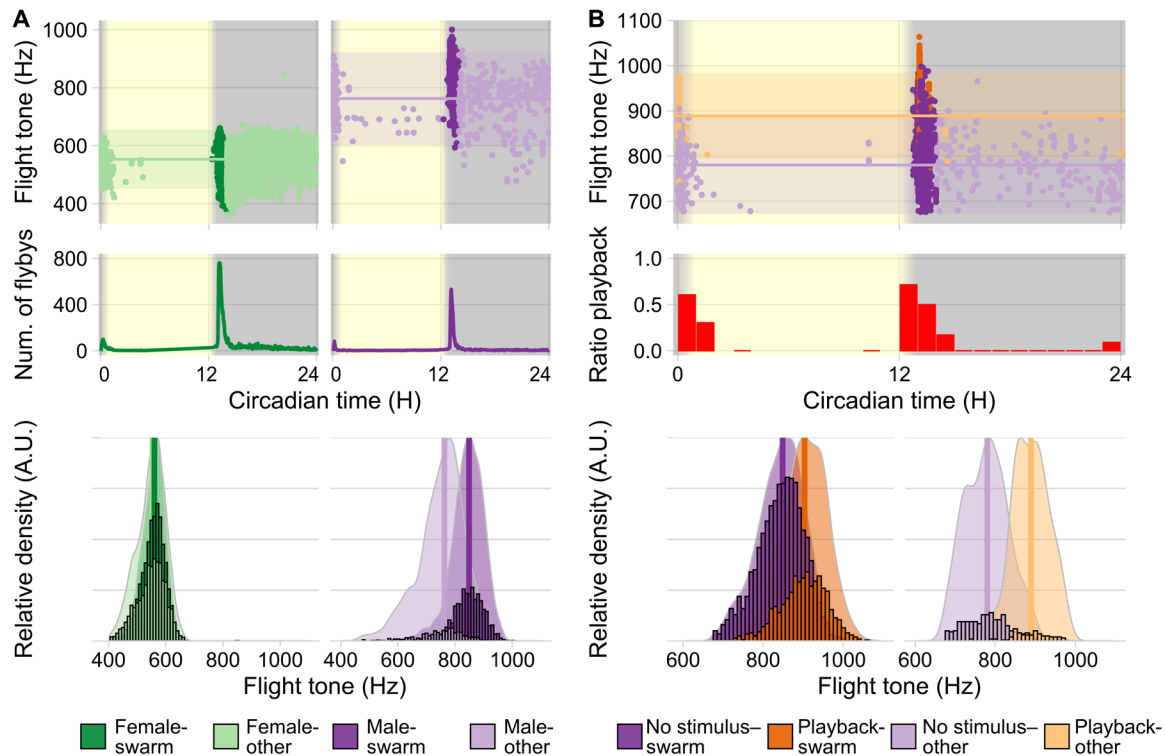 A
Flight tone (Hz)
1000
800
600
400
Num. of flybys
800
400
0
0
12
24
0
12
24
Circadian time (H)
Relative density (A.U.)
400
600
800
1000
400
600
800
1000
Flight tone (Hz)
B
Flight tone (Hz)
1100
1000
900
800
700
Ratio playback
1.0
0.5
0.0
0
12
24
Circadian time (H)
Relative density (A.U.)
600
800
1000
600
800
1000
Flight tone (Hz)
Female-
swarm
Female-
other
Male-
swarm
Male-
other
No stimulus–
swarm
Playback-
swarm
No stimulus–
other
Playback-
other